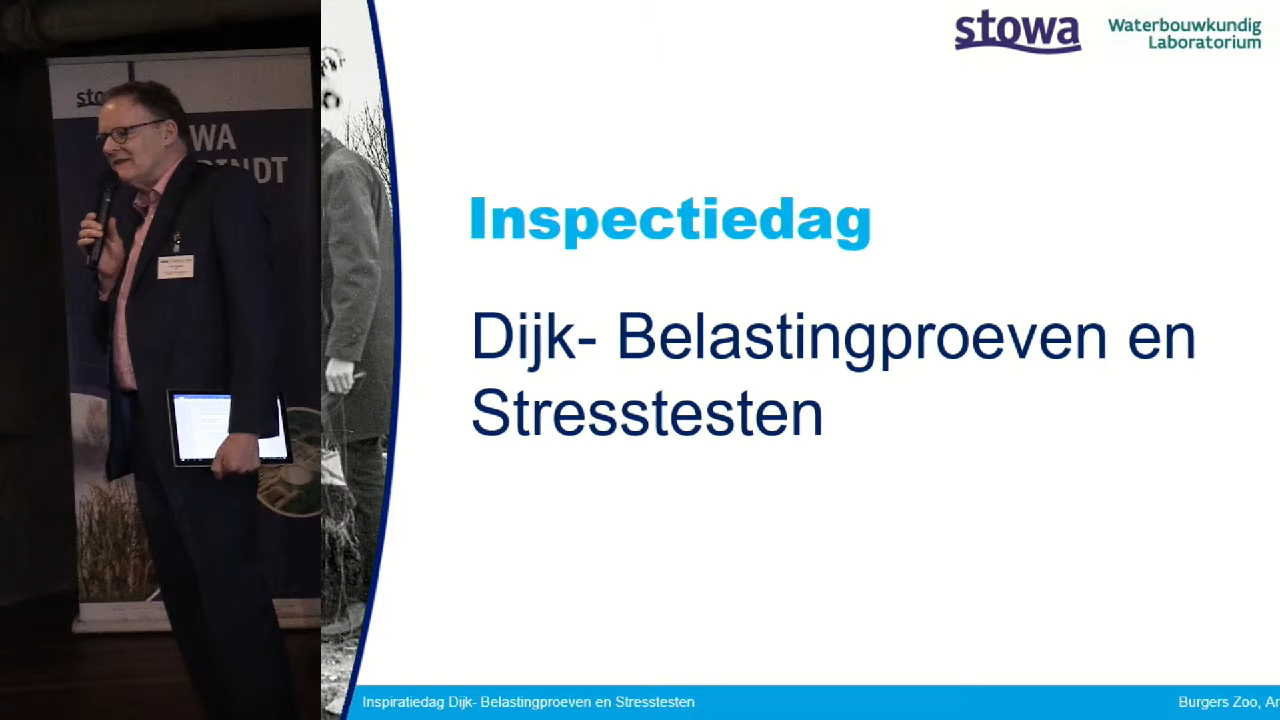 stowa
Waterbouwkundig
Laboratorium
Inspectiedag
Dijk- Belastingproeven en
Stresstesten
Inspiratiedag Dijk- Belastingproeven en Stresstesten
Burgers Zoo,